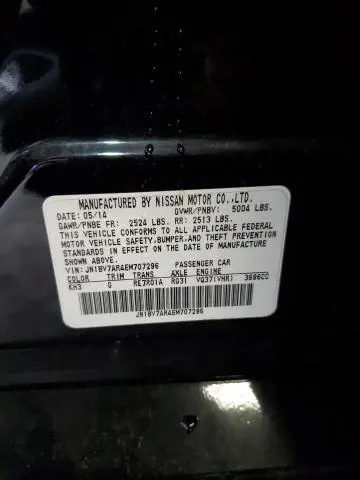 MANUFACTURED BY NISSAN MOTOR CO.,LTD.
DATE: 05/14 GVWR/PNBV: 5004 LBS.
GAWR/PNBE FR: 2524 LBS. RR: 2513 LBS.
THIS VEHICLE CONFORMS TO ALL APPLICABLE FEDERAL
MOTOR VEHICLE SAFETY,BUMPER,AND THEFT PREVENTION
STANDARDS IN EFFECT ON THE DATE OF MANUFACTURE
SHOWN ABOVE.
VIN: JN1BV7AR4EM707296 PASSENGER CAR
COLOR TRIM TRANS AXLE ENGINE
KH3 G RE7R01A RG31 VQ37(VHR) 3696CC
JN1BV7AR4EM707296